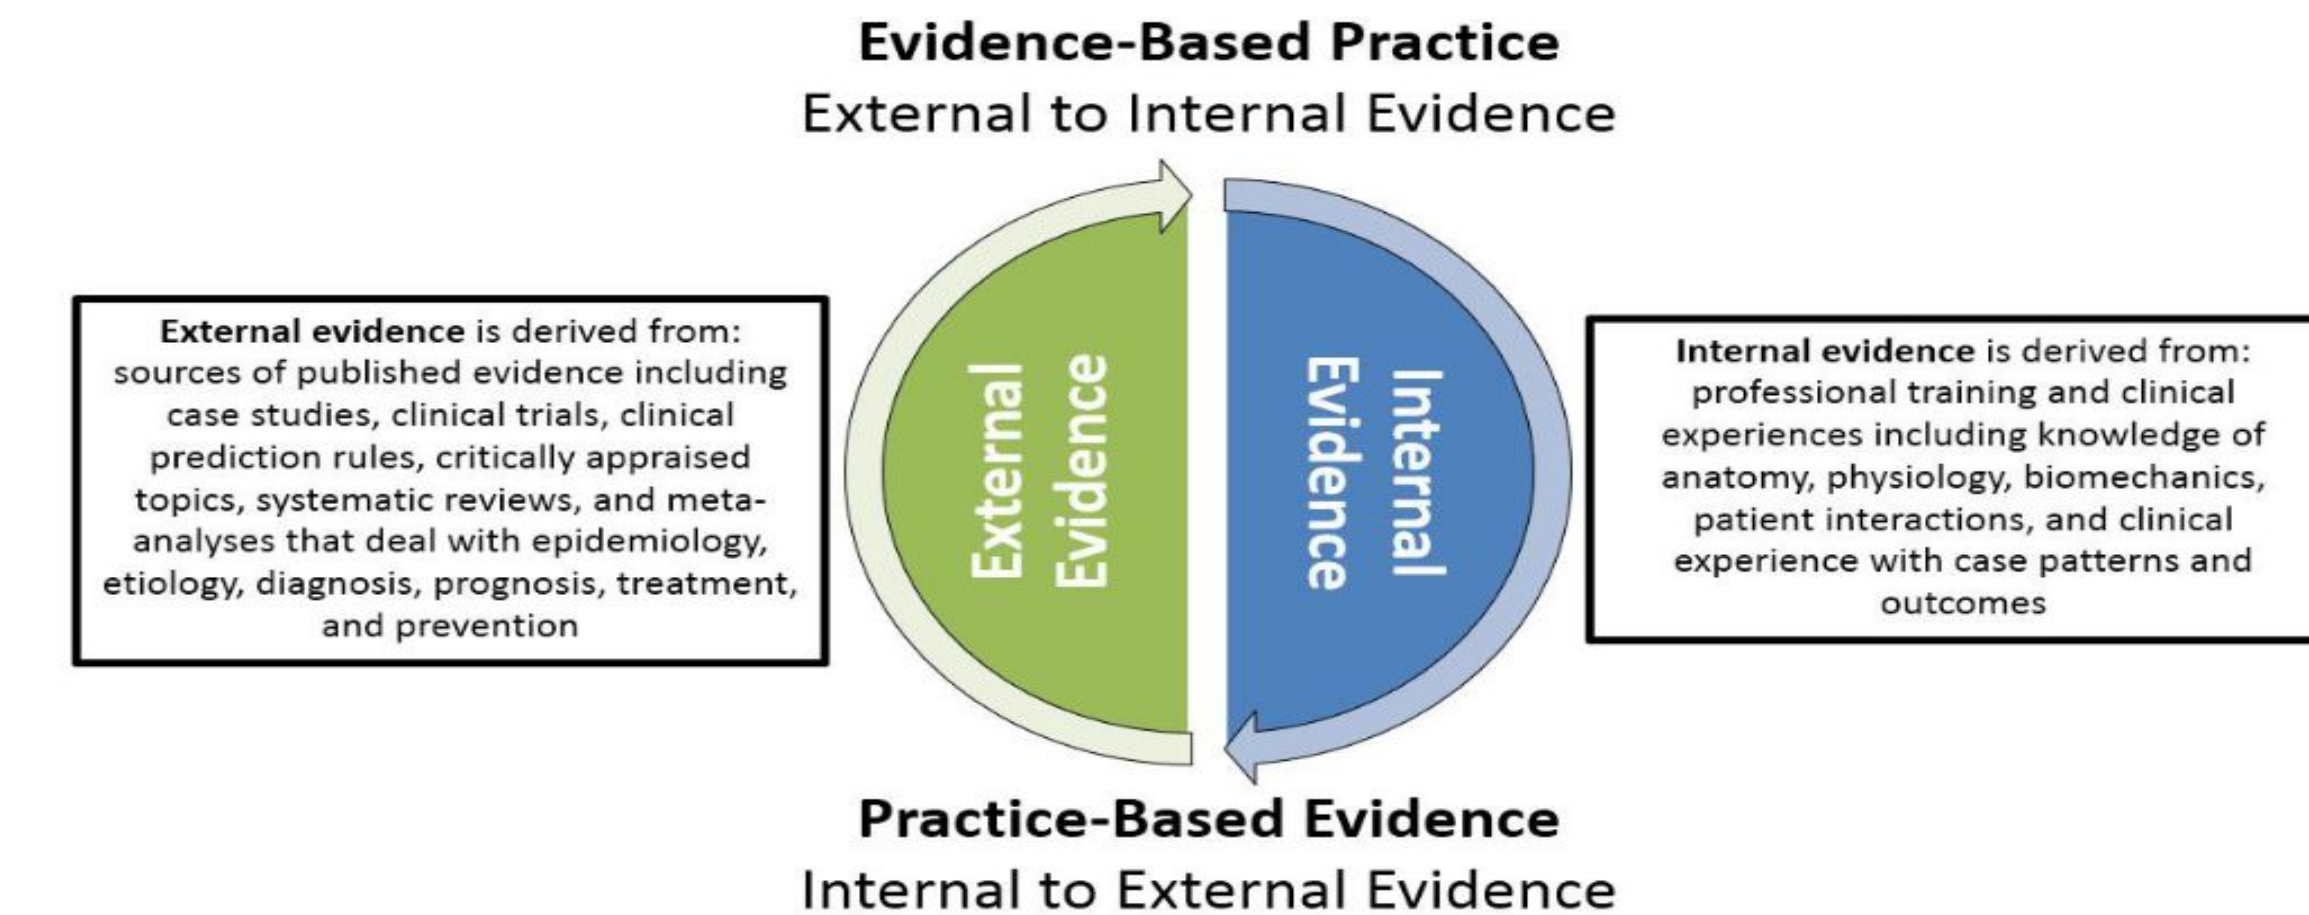 Evidence-Based Practice
External to Internal Evidence
External evidence is derived from:
sources of published evidence including
case studies, clinical trials, clinical
prediction rules, critically appraised
topics, systematic reviews, and meta-
analyses that deal with epidemiology,
etiology, diagnosis, prognosis, treatment,
and prevention
External
Evidence
Internal
Evidence
Internal evidence is derived from:
professional training and clinical
experiences including knowledge of
anatomy, physiology, biomechanics,
patient interactions, and clinical
experience with case patterns and
outcomes
Practice-Based Evidence
Internal to External Evidence